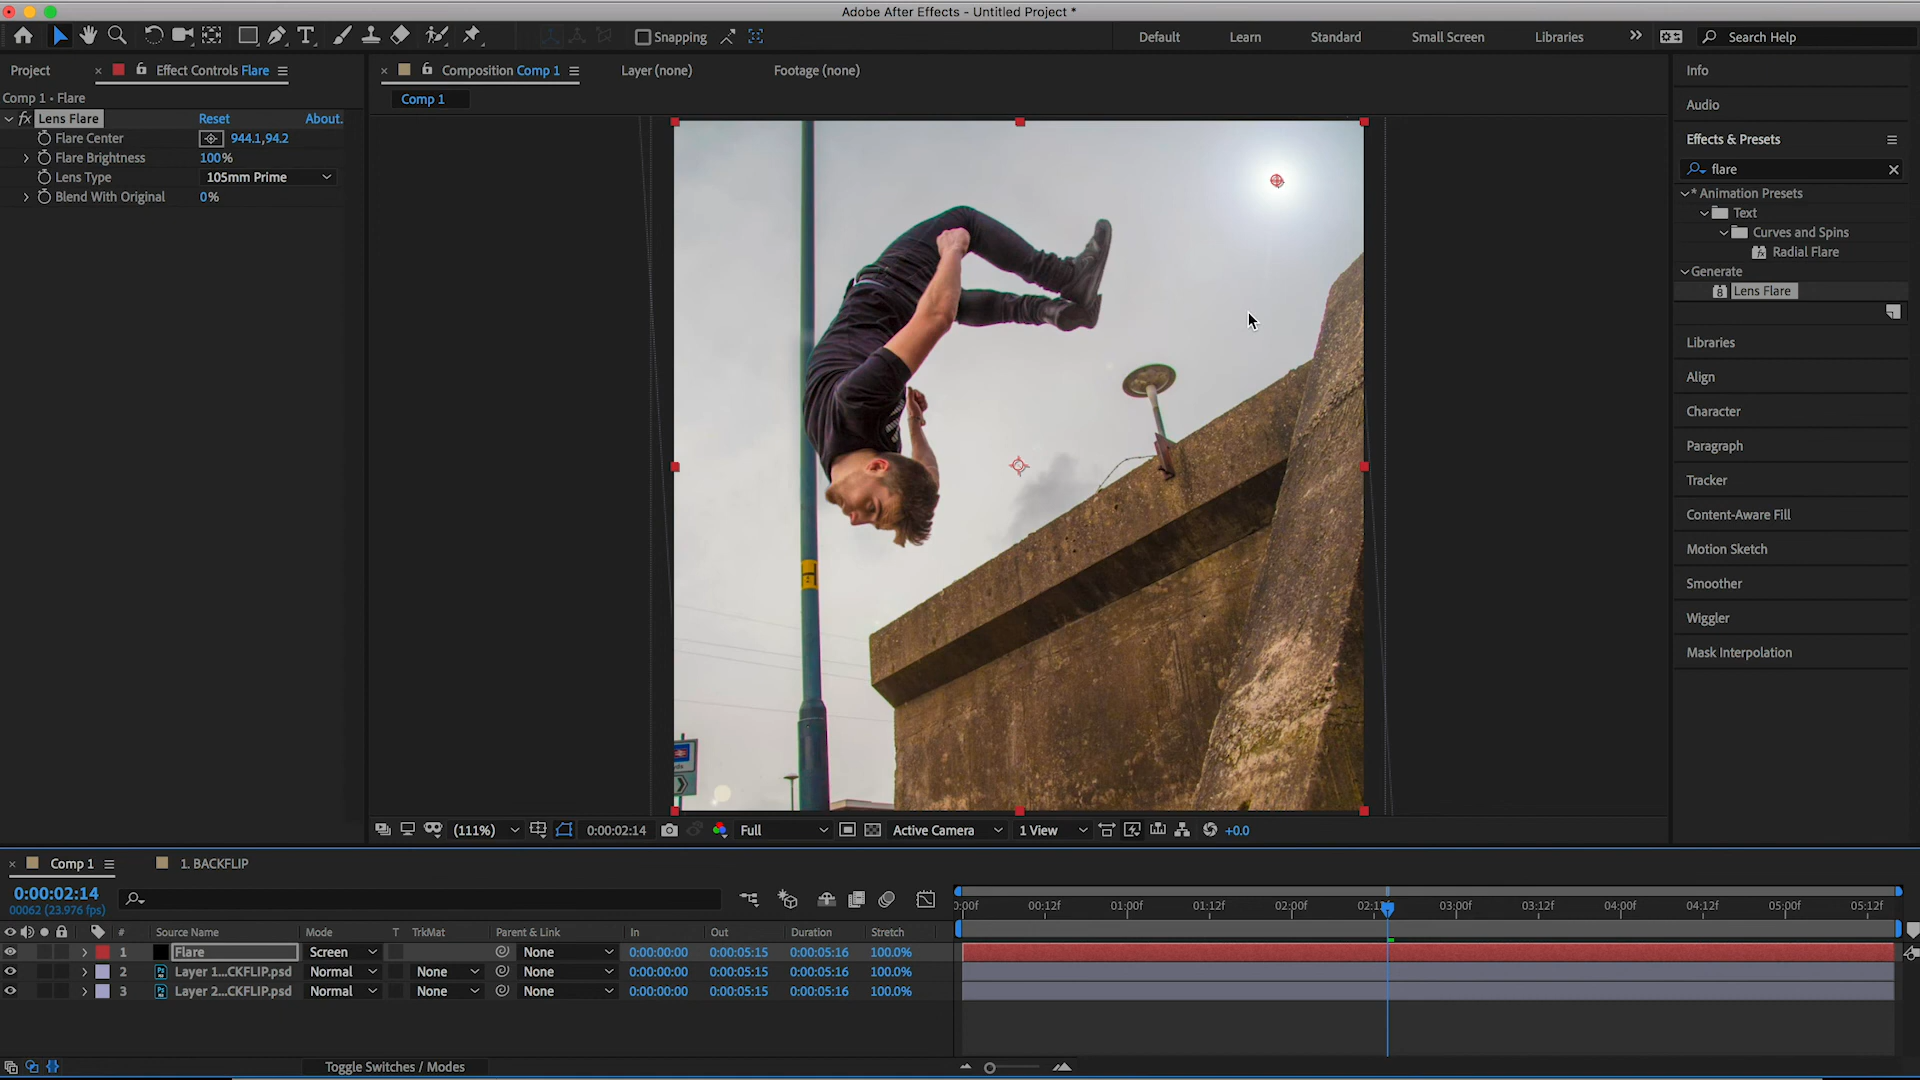 Adobe After Effects - Untitled Project *
Snapping
Default
Learn
Standard
Small Screen
Libraries
Search Help
Project
Effect Controls Flare
Composition Comp 1
Layer (none)
Footage (none)
Comp 1 • Flare
Comp 1
fx Lens Flare Reset About.
Flare Center 944.1,94.2
Flare Brightness 100%
Lens Type 105mm Prime
Blend With Original 0%
Info
Audio
Effects & Presets
flare
* Animation Presets
Text
Curves and Spins
Radial Flare
Generate
Lens Flare
Libraries
Align
Character
Paragraph
Tracker
Content-Aware Fill
Motion Sketch
Smoother
Wiggler
Mask Interpolation
(111%) 0:00:02:14 Full Active Camera 1 View +0.0
Comp 1
1. BACKFLIP
0:00:02:14
00062 (23.976 fps)
:00f 00:12f 01:00f 01:12f 02:00f 02:1 03:00f 03:12f 04:00f 04:12f 05:00f 05:12f
# Source Name Mode T TrkMat Parent & Link In Out Duration Stretch
1 Flare Screen None 0:00:00:00 0:00:05:15 0:00:05:16 100.0%
2 Layer 1...CKFLIP.psd Normal None None 0:00:00:00 0:00:05:15 0:00:05:16 100.0%
3 Layer 2...CKFLIP.psd Normal None None 0:00:00:00 0:00:05:15 0:00:05:16 100.0%
Toggle Switches / Modes